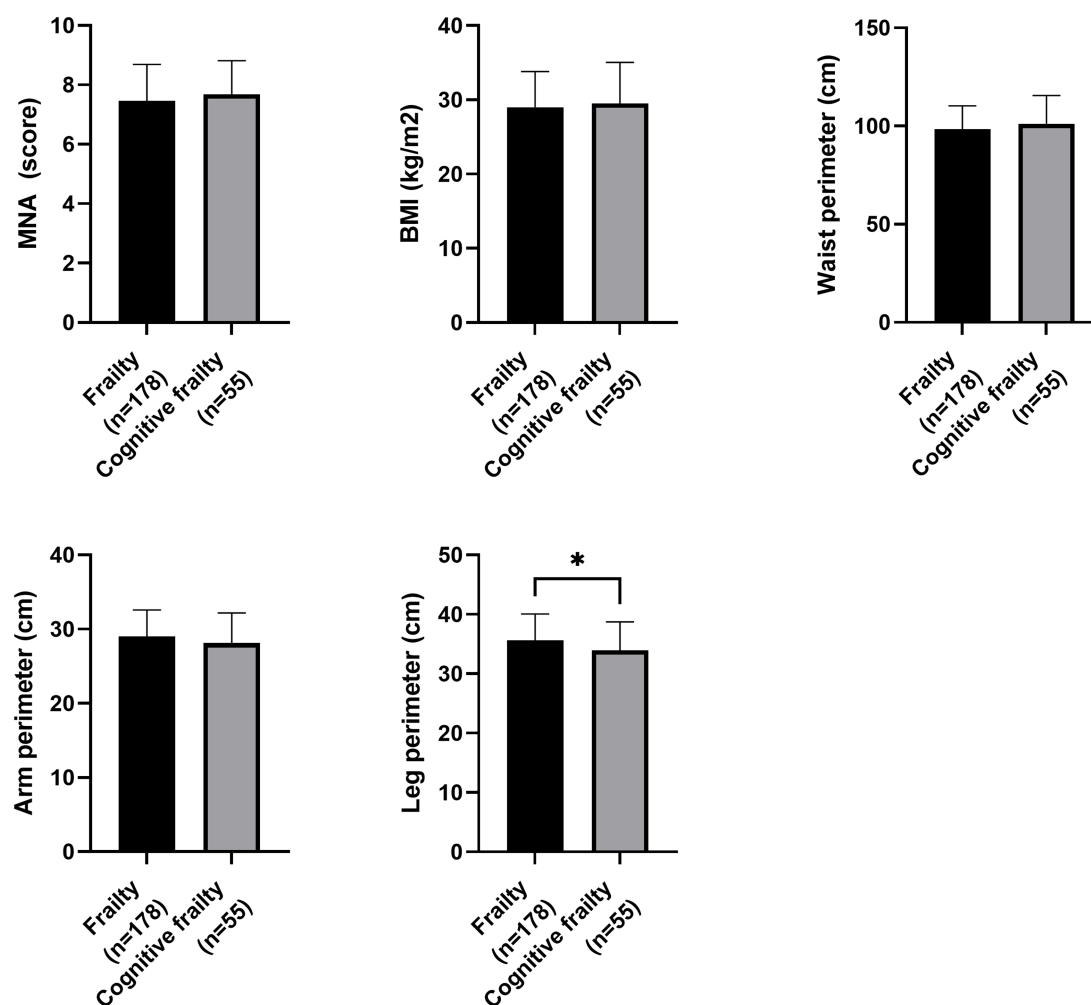 MNA  (score)
10
8
6
4
2
0
Frailty
(n=178)
Cognitive frailty
(n=55)
BMI (kg/m2)
40
30
20
10
0
Frailty
(n=178)
Cognitive frailty
(n=55)
Waist perimeter (cm)
150
100
50
0
Frailty
(n=178)
Cognitive frailty
(n=55)
Arm perimeter (cm)
40
30
20
10
0
Frailty
(n=178)
Cognitive frailty
(n=55)
Leg perimeter (cm)
50
40
30
20
10
0
*
Frailty
(n=178)
Cognitive frailty
(n=55)